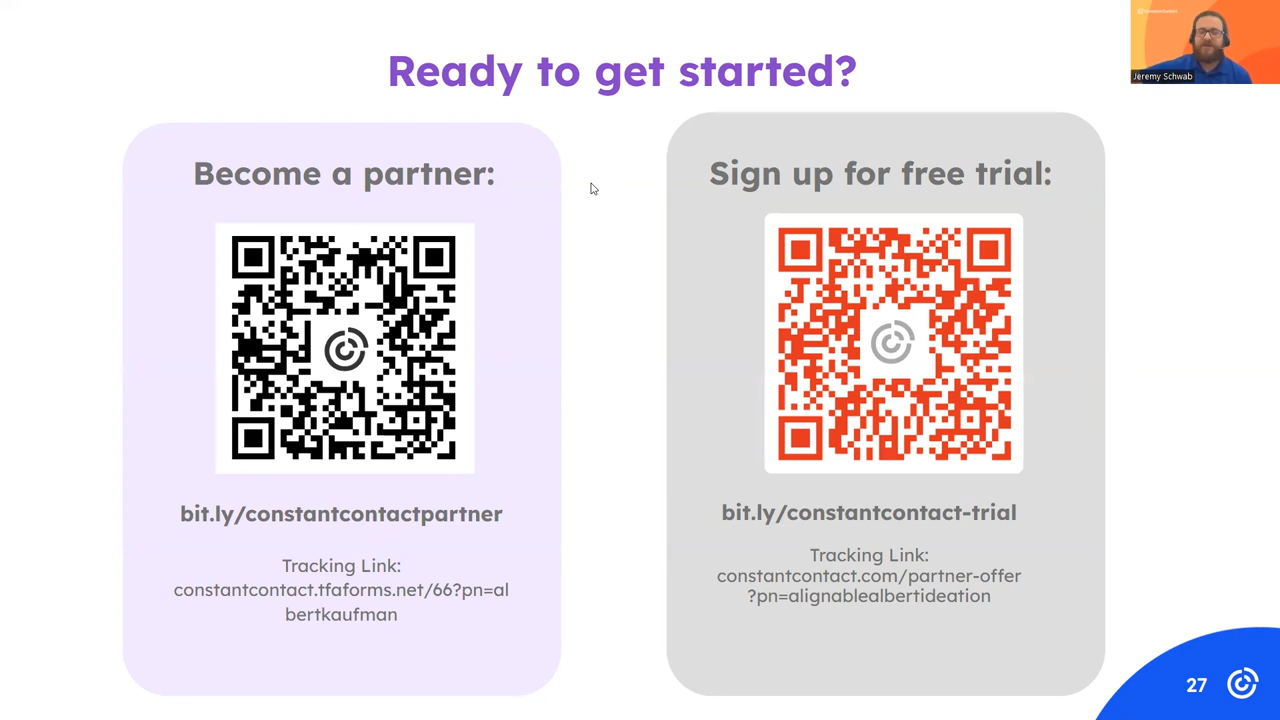 Ready to get started?
Become a partner:
bit.ly/constantcontactpartner
Tracking Link:
constantcontact.tfaforms.net/66?pn=al
bertkaufman
Sign up for free trial:
bit.ly/constantcontact-trial
Tracking Link:
constantcontact.com/partner-offer
?pn=alignablealbertideation
Jeremy Schwab
27